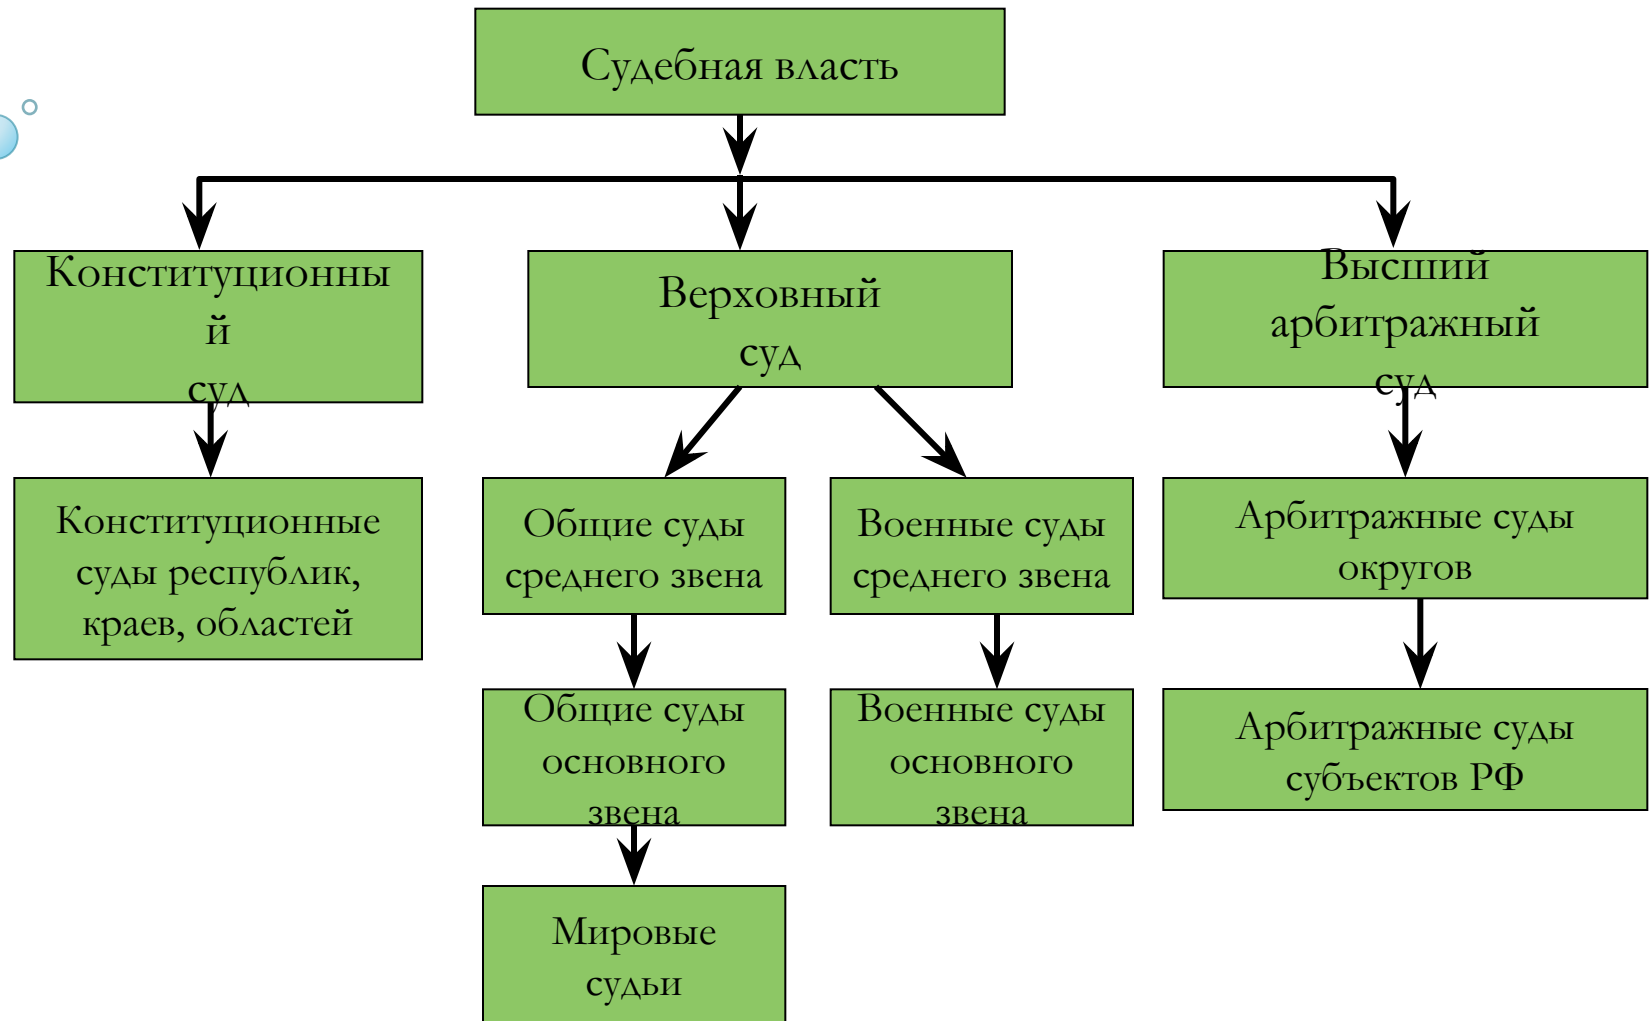 Судебная власть
Конституционны
й
суд
Верховный
суд
Высший
арбитражный
суд
Конституционные
суды республик,
краев, областей
Общие суды
среднего звена
Военные суды
среднего звена
Арбитражные суды
округов
Общие суды
основного
звена
Военные суды
основного
звена
Арбитражные суды
субъектов РФ
Мировые
судьи